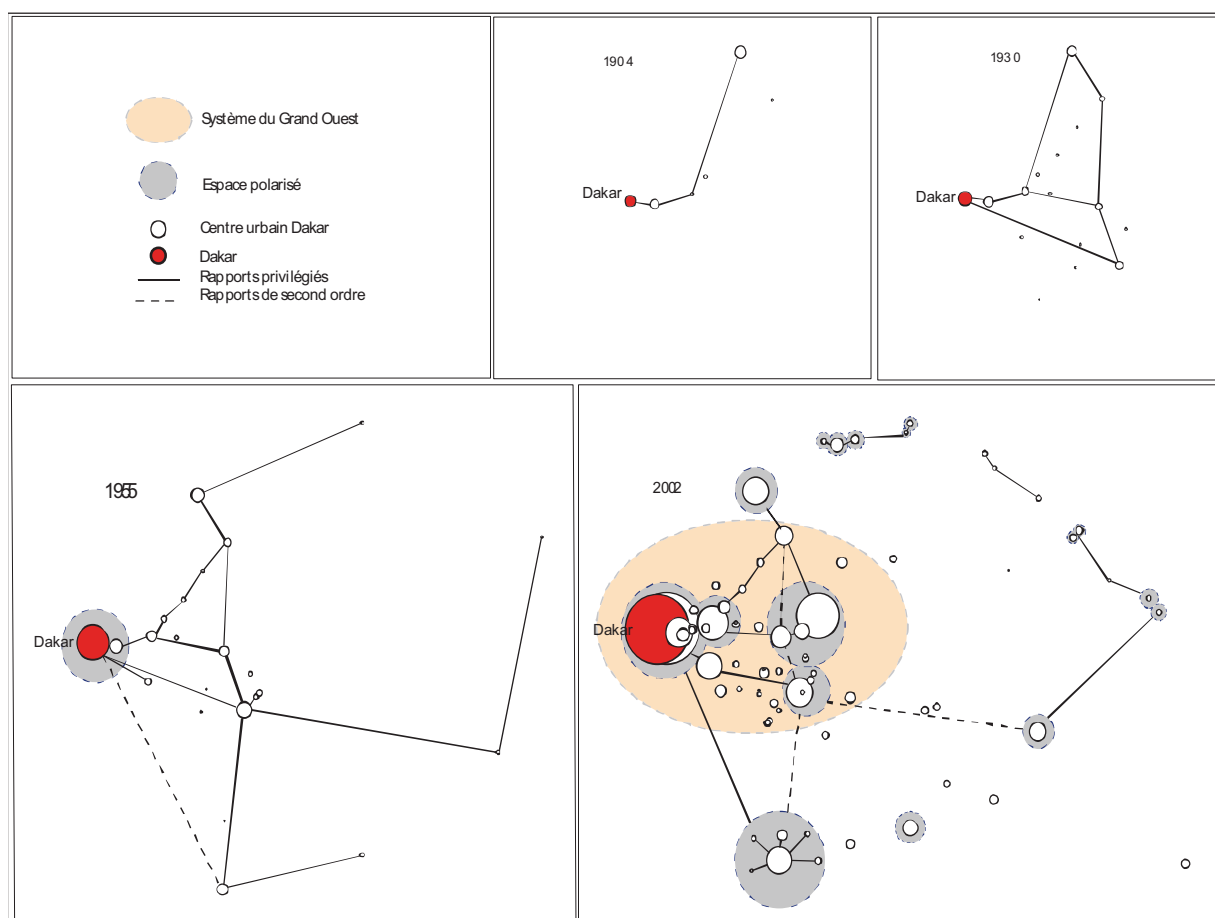 Système du Grand Ouest
Espace polarisé
Centre urbain Dakar
Dakar
Rapports privilégiés
Rapports de second ordre
1904
Dakar
1930
Dakar
1955
Dakar
2002
Dakar